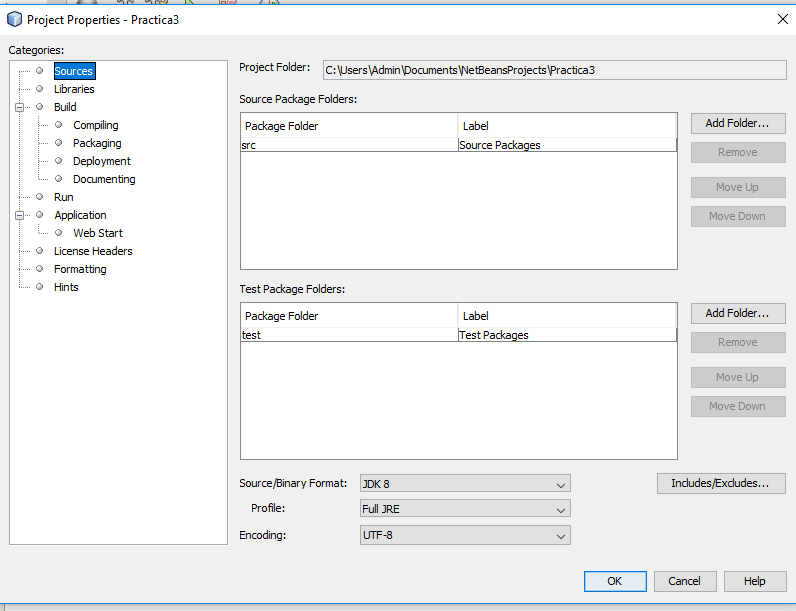 Project Properties - Practica3
Categories:
Sources
Libraries
Build
Compiling
Packaging
Deployment
Documenting
Run
Application
Web Start
License Headers
Formatting
Hints
Project Folder: C:\Users\Admin\Documents\NetBeansProjects\Practica3
Source Package Folders:
Package Folder Label
src Source Packages
Add Folder...
Remove
Move Up
Move Down
Test Package Folders:
Package Folder Label
test Test Packages
Add Folder...
Remove
Move Up
Move Down
Source/Binary Format: JDK 8
Includes/Excludes...
Profile: Full JRE
Encoding: UTF-8
OK Cancel Help